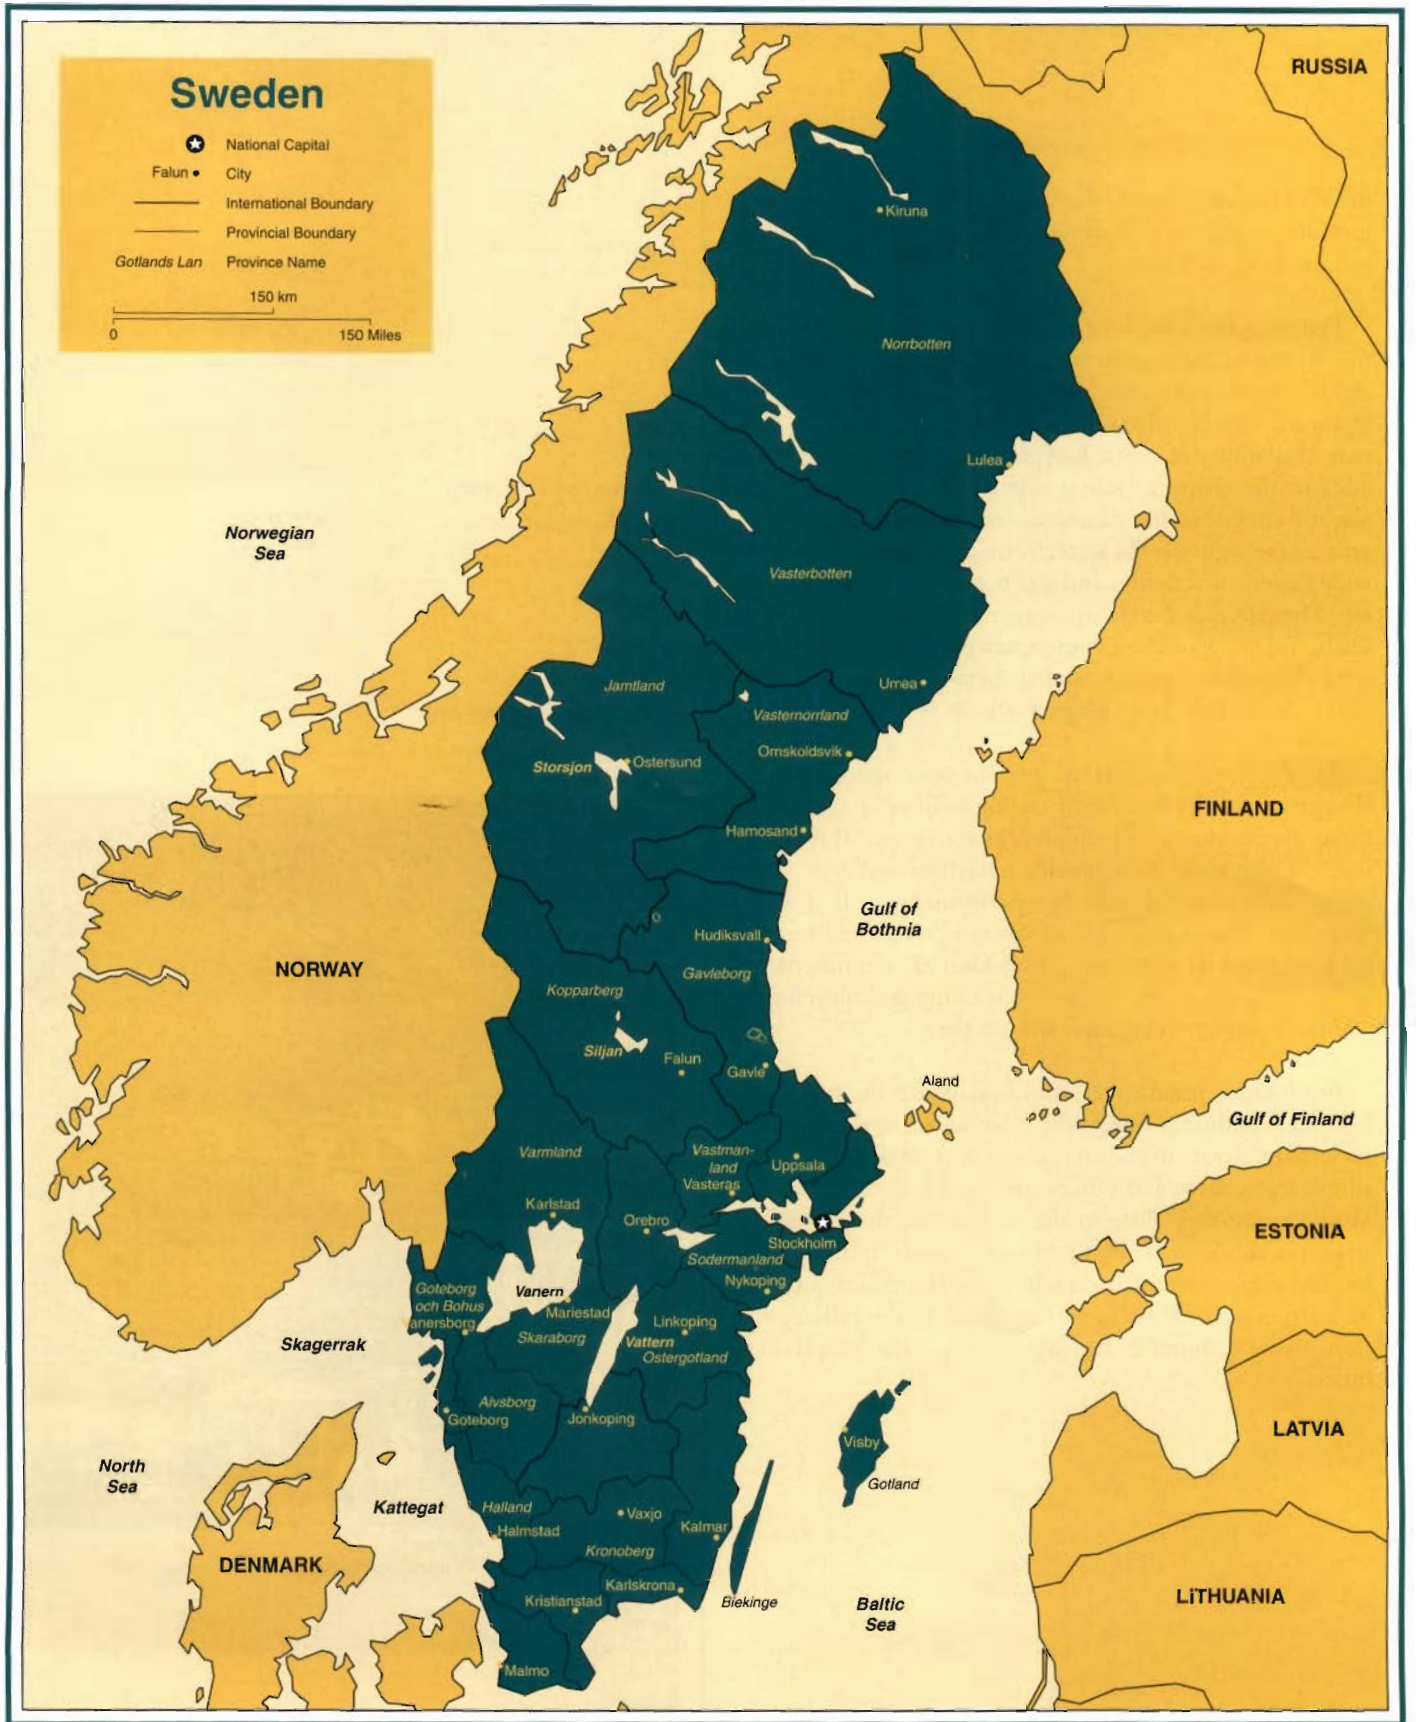 Sweden
National Capital
Falun
City
International Boundary
Provincial Boundary
Gotlands Lan
Province Name
150 km
0
150 Miles
RUSSIA
Kiruna
Norrbotten
Lulea
Norwegian
Sea
Vasterbotten
Umea
Jamtland
Vasternorrland
Ornskoldsvik
Storsjon
Ostersund
Harnosand
FINLAND
Gulf of
Bothnia
Hudiksvall
NORWAY
Gavleborg
Kopparberg
Siljan
Falun
Gavle
Aland
Gulf of Finland
Varmland
Vastman-
land
Uppsala
Vasteras
Karlstad
Orebro
Stockholm
ESTONIA
Sodermanland
Nykoping
Goteborg
och Bohus
Vanern
Mariestad
anersborg
Linkoping
Skaraborg
Vattern
Ostergotland
Skagerrak
Alvsborg
Goteborg
Jonkoping
LATVIA
Visby
Gotland
North
Sea
Kattegat
Halland
Vaxjo
Halmstad
Kalmar
Kronoberg
DENMARK
Karlskrona
Kristianstad
Biekinge
Baltic
Sea
LiTHUANIA
Malmo